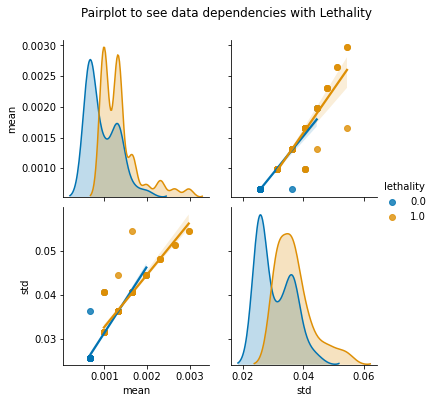 Pairplot to see data dependencies with Lethality
0.0030
0.0025
0.0020
0.0015
0.0010
mean
lethality
0.0
1.0
0.05
0.04
0.03
std
0.001 0.002 0.003
mean
0.02 0.04 0.06
std